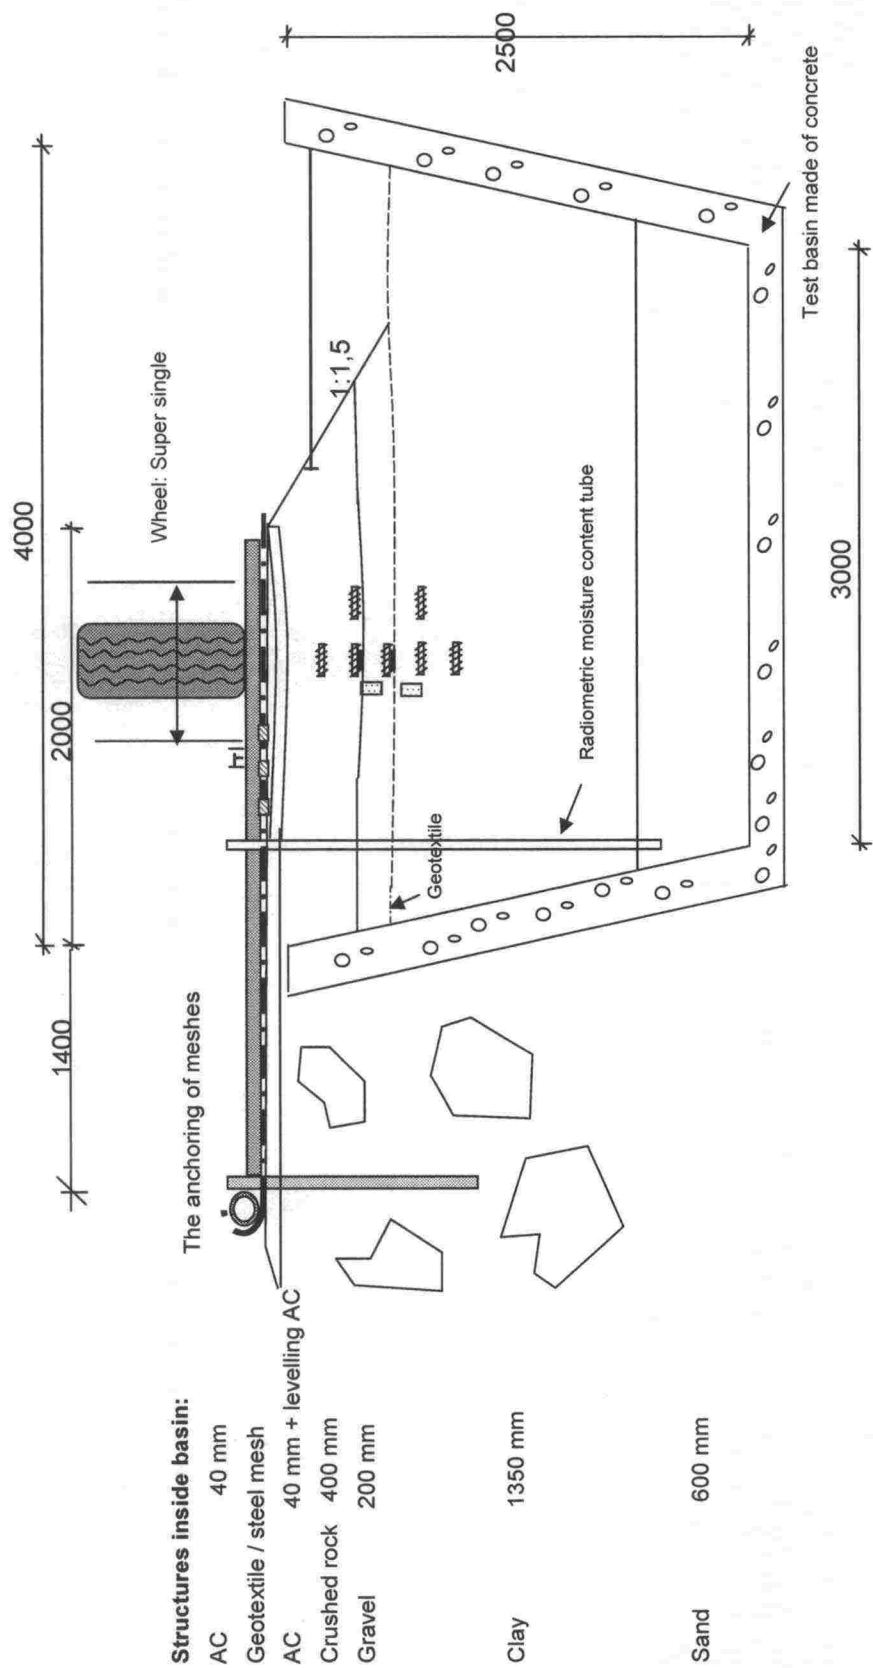 Structures inside basin:
AC 40 mm
Geotextile / steel mesh
AC 40 mm + levelling AC
Crushed rock 400 mm
Gravel 200 mm
Clay 1350 mm
Sand 600 mm
The anchoring of meshes
1400
2000
4000
Wheel: Super single
1:1,5
Geotextile
Radiometric moisture content tube
2500
Test basin made of concrete
3000